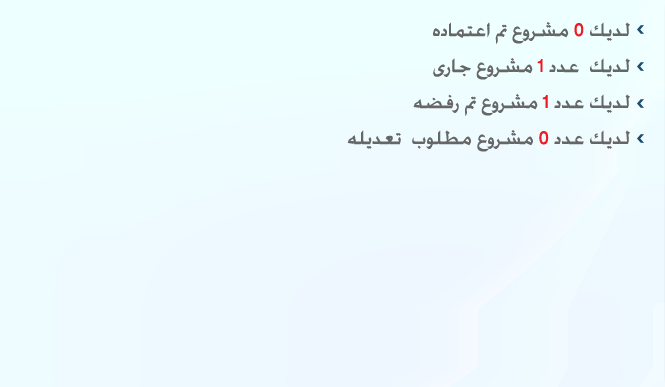 لديك 0 مشروع تم اعتماده
لديك عدد 1 مشروع جارى
لديك عدد 1 مشروع تم رفضه
لديك عدد 0 مشروع مطلوب تعديله